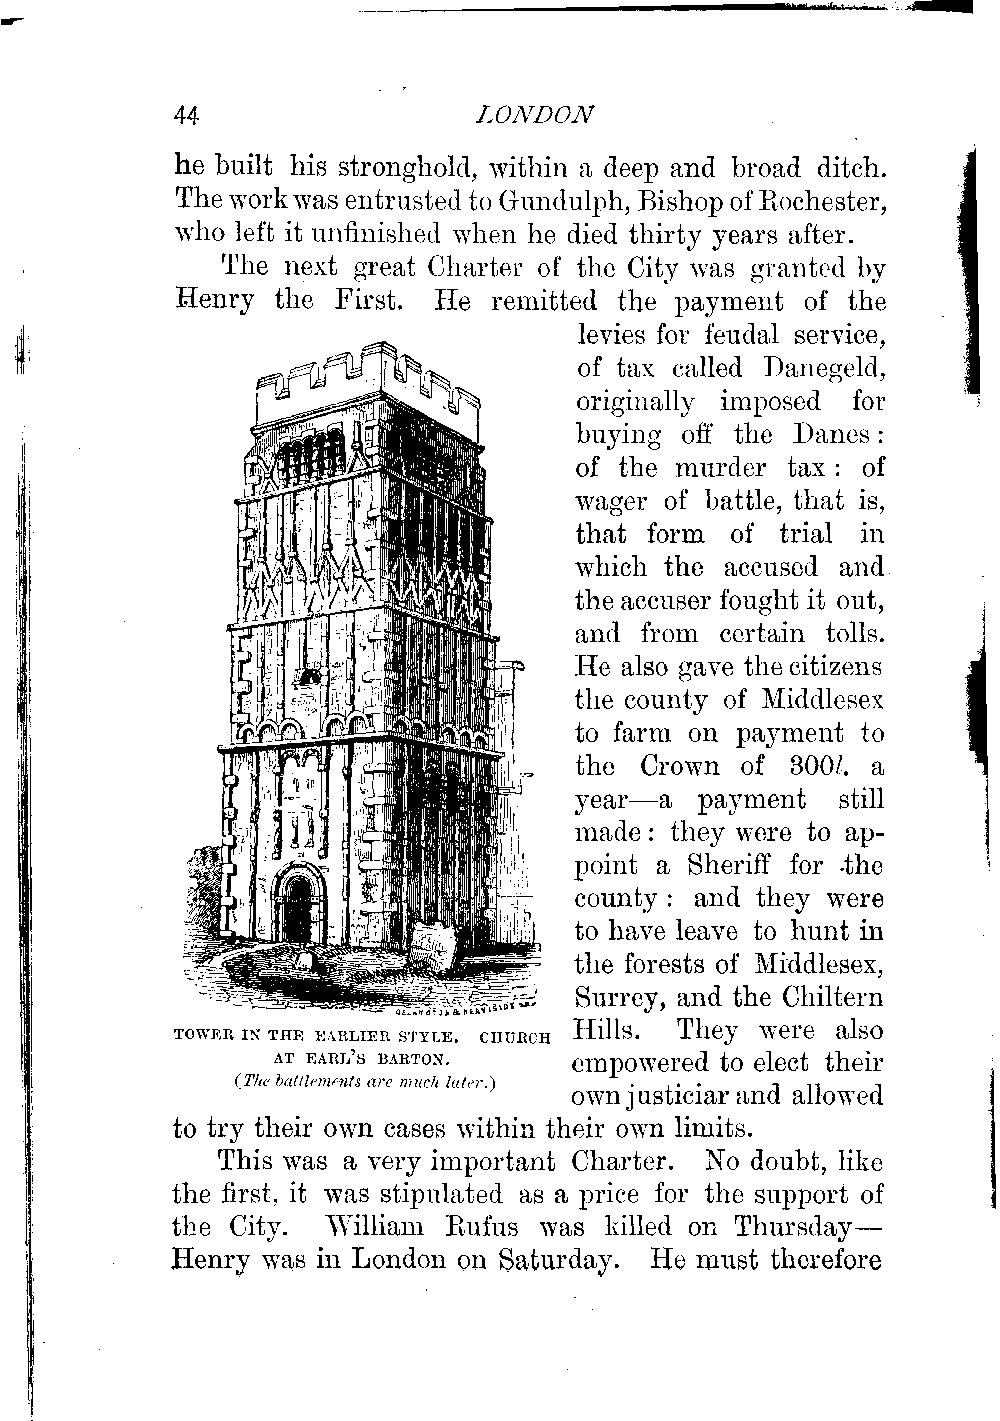 44 LONDON
he built his stronghold, within a deep and broad ditch.
The work was entrusted to Gundulph, Bishop of Rochester,
who left it unfinished when he died thirty years after.
The next great Charter of the City was granted by
Henry the First. He remitted the payment of the
levies for feudal service,
of tax called Danegeld,
originally imposed for
buying off the Danes:
of the murder tax: of
wager of battle, that is,
that form of trial in
which the accused and
the accuser fought it out,
and from certain tolls.
He also gave the citizens
the county of Middlesex
to farm on payment to
the Crown of 300l. a
year—a payment still
made: they were to ap-
point a Sheriff for the
county: and they were
to have leave to hunt in
the forests of Middlesex,
Surrey, and the Chiltern
Hills. They were also
empowered to elect their
own justiciar and allowed
TOWER IN THE EARLIER STYLE. CHURCH
AT EARL'S BARTON.
(The battlements are much later.)
to try their own cases within their own limits.
This was a very important Charter. No doubt, like
the first, it was stipulated as a price for the support of
the City. William Rufus was killed on Thursday—
Henry was in London on Saturday. He must therefore